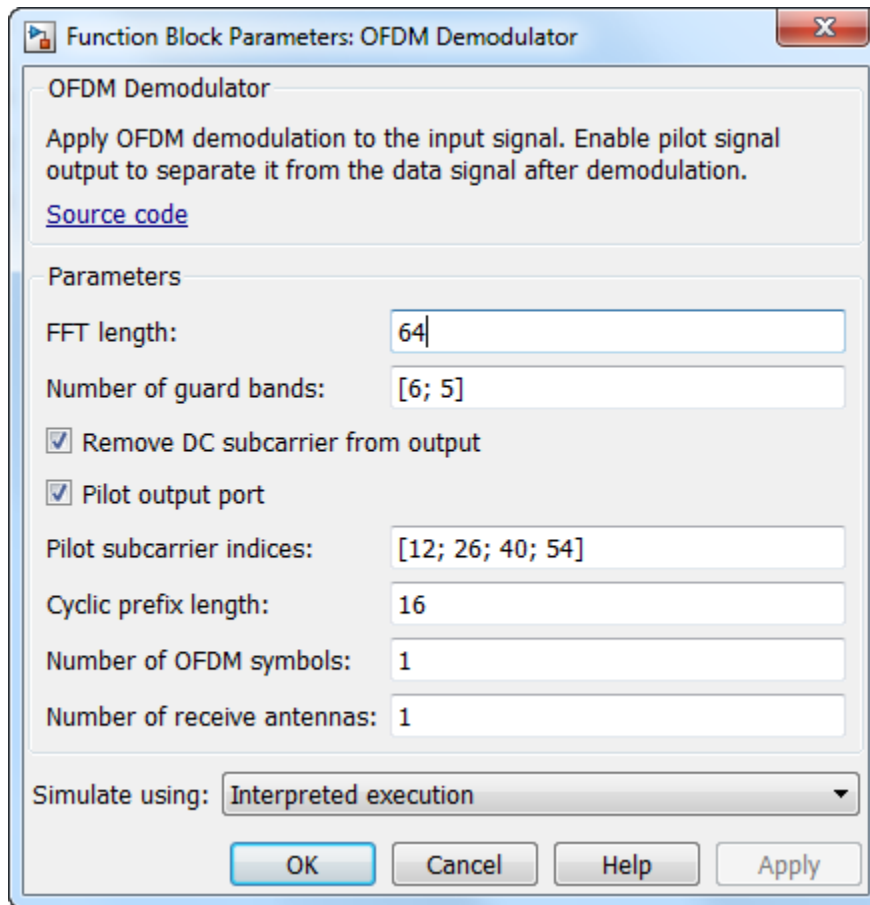 Function Block Parameters: OFDM Demodulator
OFDM Demodulator
Apply OFDM demodulation to the input signal. Enable pilot signal
output to separate it from the data signal after demodulation.
Source code
Parameters
FFT length: 64
Number of guard bands: [6; 5]
Remove DC subcarrier from output
Pilot output port
Pilot subcarrier indices: [12; 26; 40; 54]
Cyclic prefix length: 16
Number of OFDM symbols: 1
Number of receive antennas: 1
Simulate using: Interpreted execution
OK Cancel Help Apply